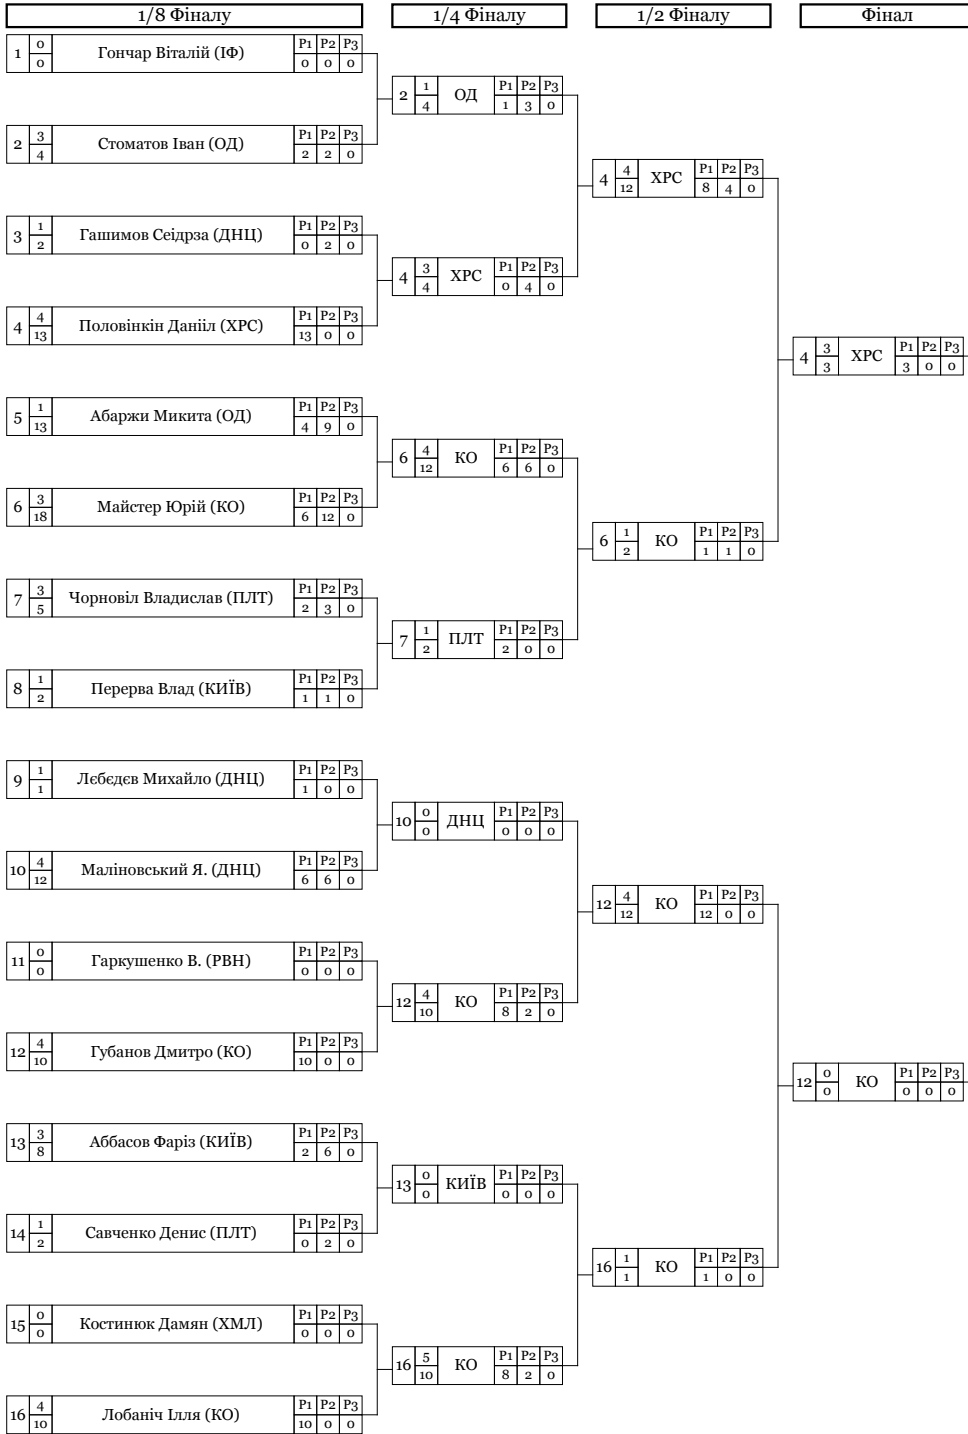 1/8 Фіналу 1/4 Фіналу 1/2 Фіналу Фінал
1 0 0 Гончар Віталій (ІФ) P1 P2 P3 0 0 0
2 1 4 ОД P1 P2 P3 1 3 0
2 3 4 Стоматов Іван (ОД) P1 P2 P3 2 2 0
4 4 12 ХРС P1 P2 P3 8 4 0
3 1 2 Гашимов Сеідрза (ДНЦ) P1 P2 P3 0 2 0
4 3 4 ХРС P1 P2 P3 0 4 0
4 4 13 Половінкін Данііл (ХРС) P1 P2 P3 13 0 0
4 3 3 ХРС P1 P2 P3 3 0 0
5 1 13 Абаржи Микита (ОД) P1 P2 P3 4 9 0
6 4 12 КО P1 P2 P3 6 6 0
6 3 18 Майстер Юрій (КО) P1 P2 P3 6 12 0
6 1 2 КО P1 P2 P3 1 1 0
7 3 5 Чорновіл Владислав (ПЛТ) P1 P2 P3 2 3 0
7 1 2 ПЛТ P1 P2 P3 2 0 0
8 1 2 Перерва Влад (КИЇВ) P1 P2 P3 1 1 0
9 1 1 Лєбєдєв Михайло (ДНЦ) P1 P2 P3 1 0 0
10 0 0 ДНЦ P1 P2 P3 0 0 0
10 4 12 Маліновський Я. (ДНЦ) P1 P2 P3 6 6 0
12 4 12 КО P1 P2 P3 12 0 0
11 0 0 Гаркушенко В. (РВН) P1 P2 P3 0 0 0
12 4 10 КО P1 P2 P3 8 2 0
12 4 10 Губанов Дмитро (КО) P1 P2 P3 10 0 0
12 0 0 КО P1 P2 P3 0 0 0
13 3 8 Аббасов Фаріз (КИЇВ) P1 P2 P3 2 6 0
13 0 0 КИЇВ P1 P2 P3 0 0 0
14 1 2 Савченко Денис (ПЛТ) P1 P2 P3 0 2 0
16 1 1 КО P1 P2 P3 1 0 0
15 0 0 Костинюк Дамян (ХМЛ) P1 P2 P3 0 0 0
16 5 10 КО P1 P2 P3 8 2 0
16 4 10 Лобаніч Ілля (КО) P1 P2 P3 10 0 0